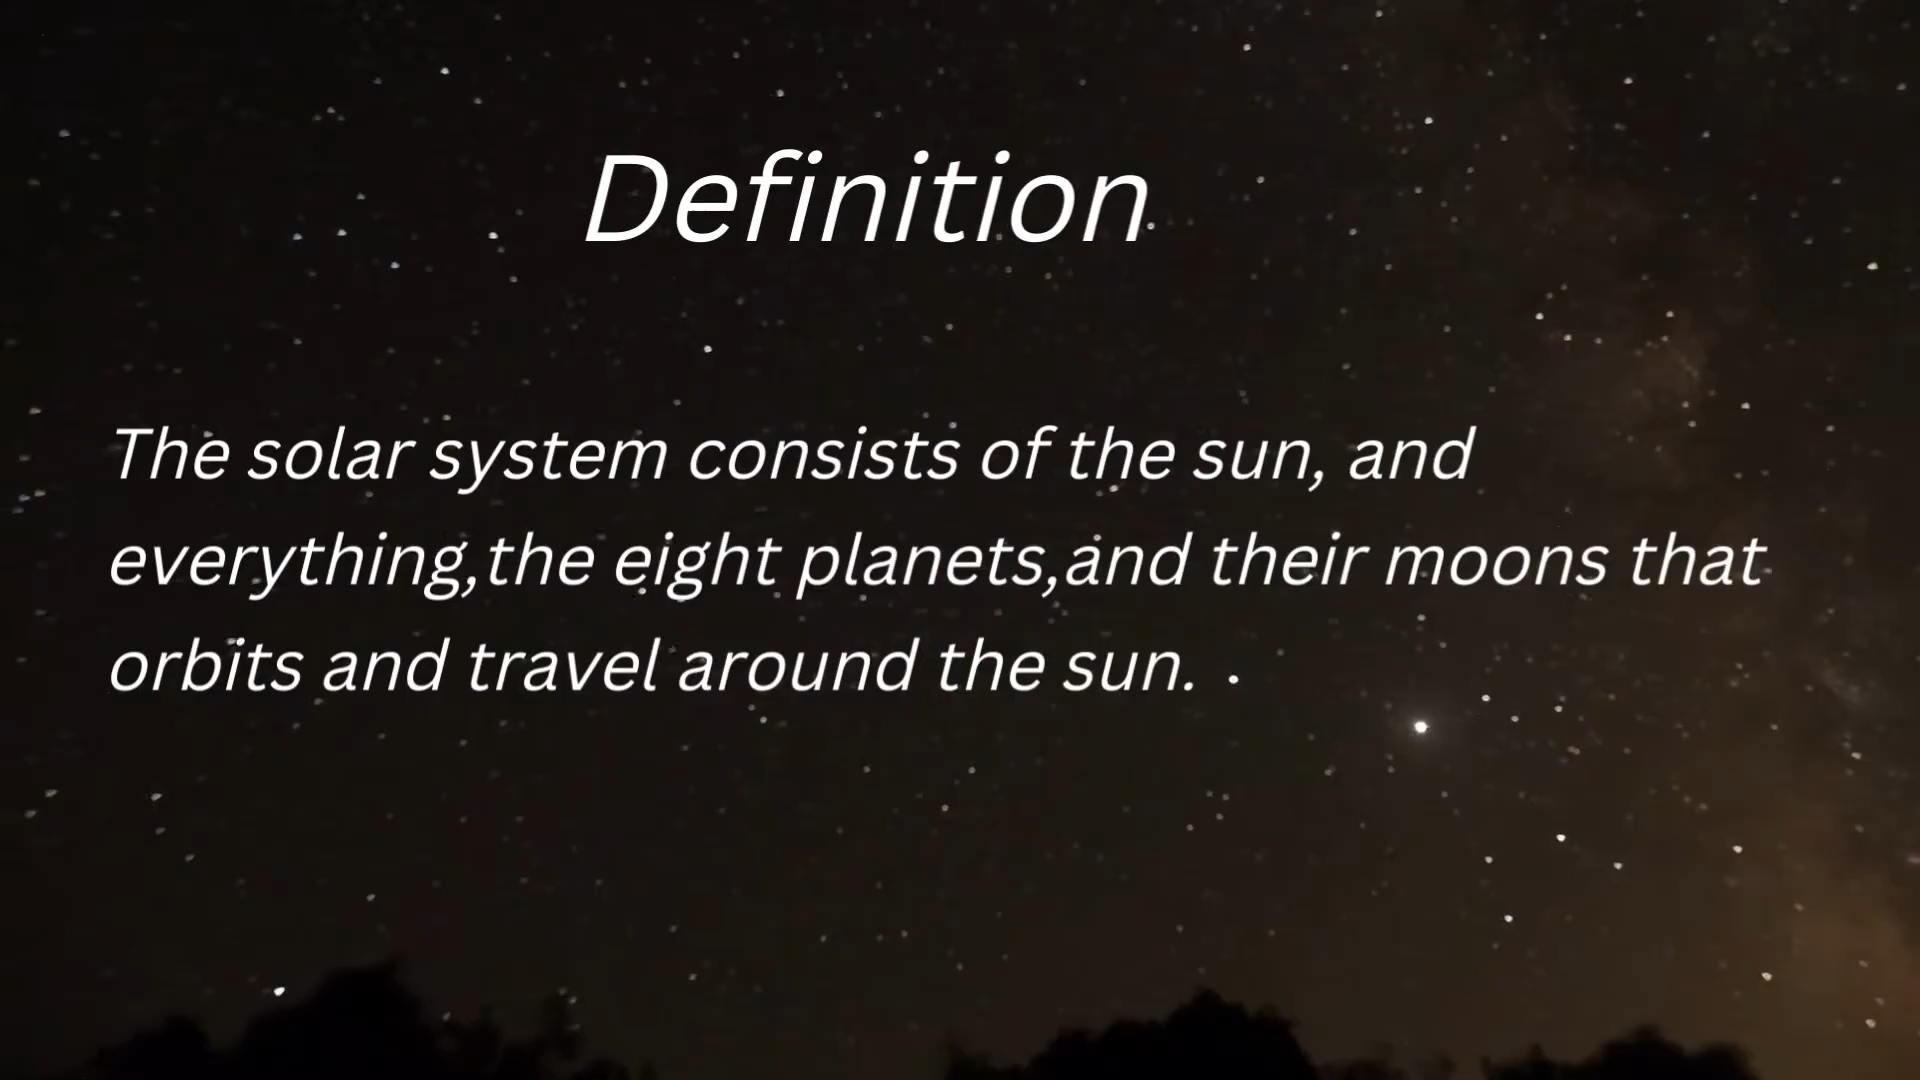 Definition
The solar system consists of the sun, and
everything,the eight planets,and their moons that
orbits and travel around the sun.